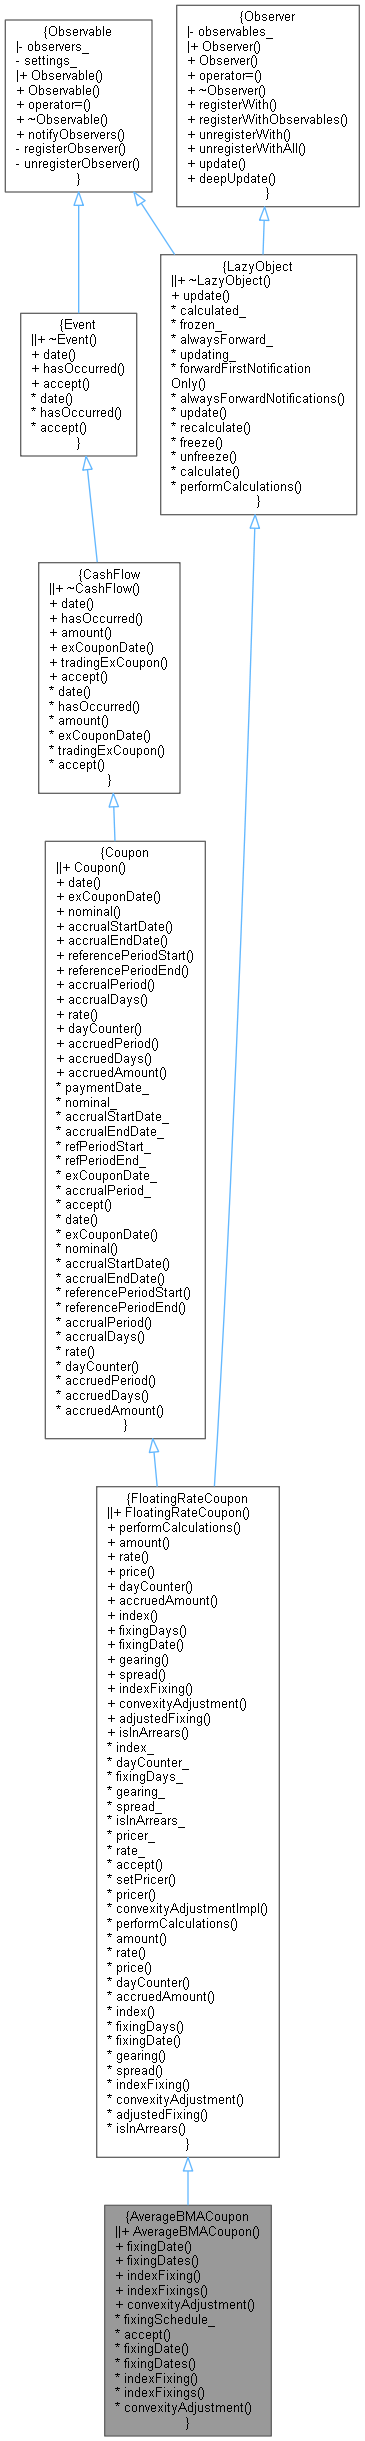 {Observable
|- observers_
- settings_
|+ Observable()
+ Observable()
+ operator=()
+ ~Observable()
+ notifyObservers()
- registerObserver()
- unregisterObserver()
}
{Observer
|- observables_
|+ Observer()
+ Observer()
+ operator=()
+ ~Observer()
+ registerWith()
+ registerWithObservables()
+ unregisterWith()
+ unregisterWithAll()
+ update()
+ deepUpdate()
}
{LazyObject
||+ ~LazyObject()
+ update()
* calculated_
* frozen_
* alwaysForward_
* updating_
* forwardFirstNotification
Only()
* alwaysForwardNotifications()
* update()
* recalculate()
* freeze()
* unfreeze()
* calculate()
* performCalculations()
}
{Event
||+ ~Event()
+ date()
+ hasOccurred()
+ accept()
* date()
* hasOccurred()
* accept()
}
{CashFlow
||+ ~CashFlow()
+ date()
+ hasOccurred()
+ amount()
+ exCouponDate()
+ tradingExCoupon()
+ accept()
* date()
* hasOccurred()
* amount()
* exCouponDate()
* tradingExCoupon()
* accept()
}
{Coupon
||+ Coupon()
+ date()
+ exCouponDate()
+ nominal()
+ accrualStartDate()
+ accrualEndDate()
+ referencePeriodStart()
+ referencePeriodEnd()
+ accrualPeriod()
+ accrualDays()
+ rate()
+ dayCounter()
+ accruedPeriod()
+ accruedDays()
+ accruedAmount()
* paymentDate_
* nominal_
* accrualStartDate_
* accrualEndDate_
* refPeriodStart_
* refPeriodEnd_
* exCouponDate_
* accrualPeriod_
* accept()
* date()
* exCouponDate()
* nominal()
* accrualStartDate()
* accrualEndDate()
* referencePeriodStart()
* referencePeriodEnd()
* accrualPeriod()
* accrualDays()
* rate()
* dayCounter()
* accruedPeriod()
* accruedDays()
* accruedAmount()
}
{FloatingRateCoupon
||+ FloatingRateCoupon()
+ performCalculations()
+ amount()
+ rate()
+ price()
+ dayCounter()
+ accruedAmount()
+ index()
+ fixingDays()
+ fixingDate()
+ gearing()
+ spread()
+ indexFixing()
+ convexityAdjustment()
+ adjustedFixing()
+ isInArrears()
* index_
* dayCounter_
* fixingDays_
* gearing_
* spread_
* isInArrears_
* pricer_
* rate_
* accept()
* setPricer()
* pricer()
* convexityAdjustmentImpl()
* performCalculations()
* amount()
* rate()
* price()
* dayCounter()
* accruedAmount()
* index()
* fixingDays()
* fixingDate()
* gearing()
* spread()
* indexFixing()
* convexityAdjustment()
* adjustedFixing()
* isInArrears()
}
{AverageBMACoupon
||+ AverageBMACoupon()
+ fixingDate()
+ fixingDates()
+ indexFixing()
+ indexFixings()
+ convexityAdjustment()
* fixingSchedule_
* accept()
* fixingDate()
* fixingDates()
* indexFixing()
* indexFixings()
* convexityAdjustment()
}